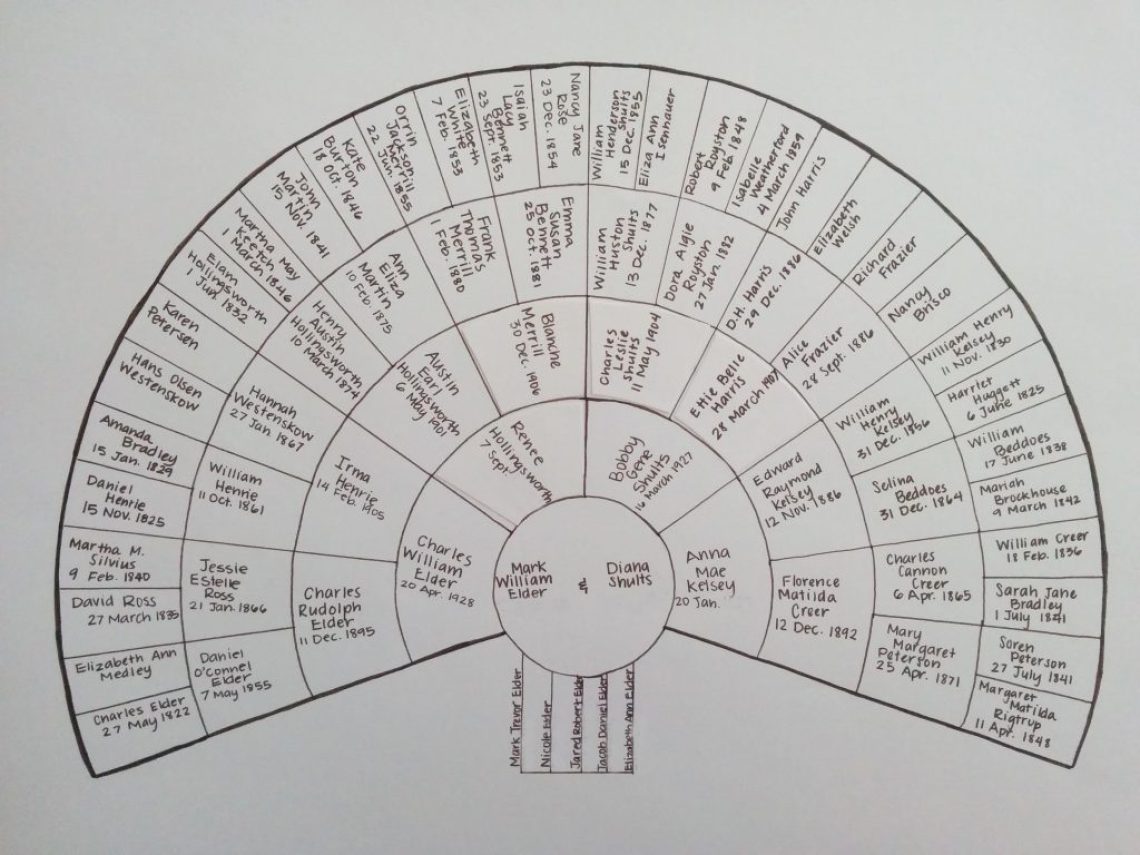 Mark
William
Elder
&
Diana
Shults
Charles
William
Elder
20 Apr. 1928
Renee
Hollingsworth
7 Sept.
Bobby
Gene
Shults
16 March 1927
Anna
Mae
Kelsey
20 Jan.
Charles
Rudolph
Elder
11 Dec. 1895
Irma
Henrie
14 Feb. 1905
Austin
Earl
Hollingsworth
6 May 1901
Blanche
Merrill
30 Dec. 1906
Charles
Leslie
Shults
11 May 1904
Ettie Belle
Harris
28 March 1907
Edward
Raymond
Kelsey
12 Nov. 1886
Florence
Matilda
Creer
12 Dec. 1892
Daniel
O'Connel
Elder
7 May 1855
Jessie
Estelle
Ross
21 Jan. 1866
William
Henrie
11 Oct. 1861
Hannah
Westenskow
27 Jan. 1867
Henry
Austin
Hollingsworth
10 March 1874
Ann
Eliza
Martin
10 Feb. 1875
Frank
Thomas
Merrill
1 Feb. 1880
Emma
Susan
Bennett
25 Oct. 1881
William
Huston
Shults
13 Dec. 1877
Dora Algie
Royston
27 Jan. 1882
D.H. Harris
29 Dec. 1886
Alice
Frazier
28 Sept. 1886
William
Henry
Kelsey
31 Dec. 1856
Selina
Beddoes
31 Dec. 1864
Charles
Cannon
Creer
6 Apr. 1865
Mary
Margaret
Peterson
25 Apr. 1871
Charles Elder
27 May 1822
Elizabeth Ann
Medley
David Ross
27 March 1835
Martha M.
Silvius
9 Feb. 1840
Daniel
Henrie
15 Nov. 1825
Amanda
Bradley
15 Jan. 1829
Hans Olsen
Westenskow
Karen
Petersen
Elam
Hollingsworth
1 Jun. 1832
Martha May
Keetch
1 March 1846
John
Martin
15 Nov. 1841
Kate
Burton
18 Oct. 1846
Orrin
Jackson
Merrill
22 Jun. 1855
Elizabeth
White
7 Feb. 1853
Isaiah
Lacy
Bennett
23 Sept. 1853
Nancy Jane
Rose
23 Dec. 1854
William
Henderson
Shults
15 Dec. 1855
Eliza Ann
Isenhauer
Robert
Royston
9 Feb 1848
Isabelle
Weatherford
4 March 1859
John Harris
Elizabeth
Welsh
Richard
Frazier
Nancy
Brisco
William Henry
Kelsey
11 Nov. 1830
Harriet
Huggett
6 June 1825
William
Beddoes
17 June 1838
Mariah
Brockhouse
9 March 1842
William Creer
18 Feb. 1836
Sarah Jane
Bradley
1 July 1841
Soren
Peterson
27 July 1841
Margaret
Matilda
Rigtrup
11 Apr. 1848
Mark Trevor Elder
Nicole Elder
Jared Robert Elder
Jacob Daniel Elder
Elizabeth Ann Elder